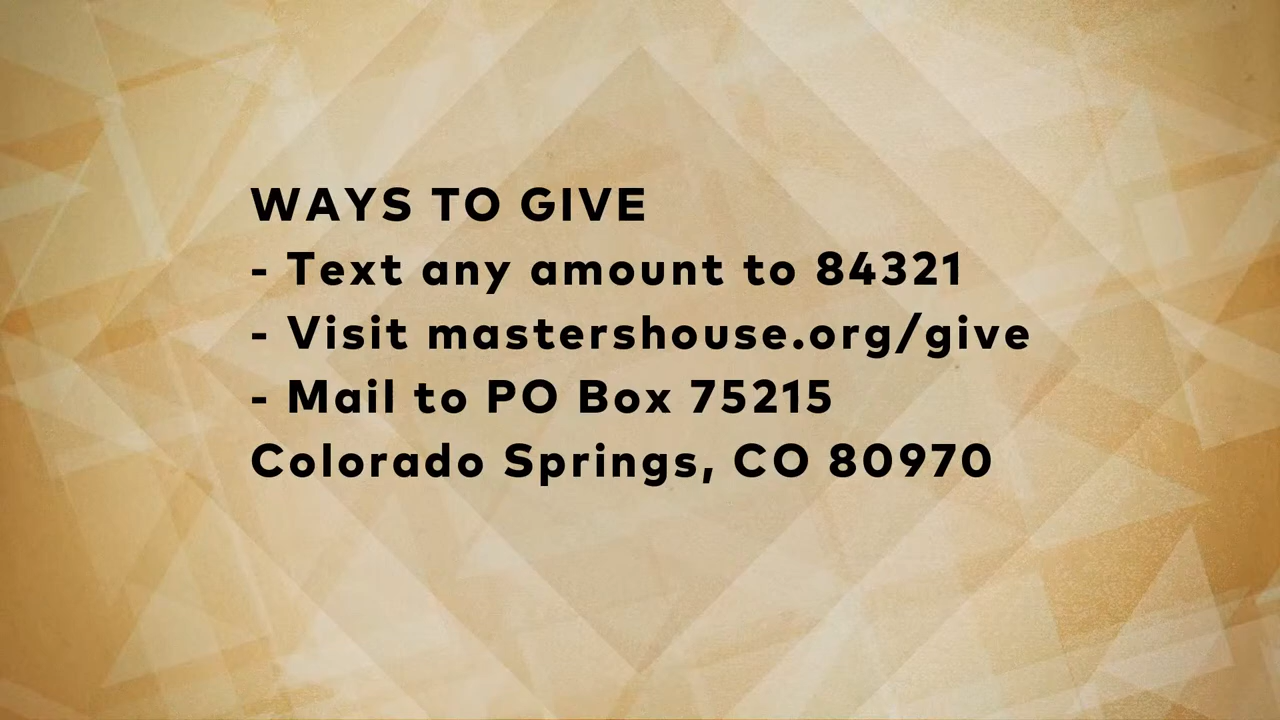 WAYS TO GIVE
- Text any amount to 84321
- Visit mastershouse.org/give
- Mail to PO Box 75215
Colorado Springs, CO 80970